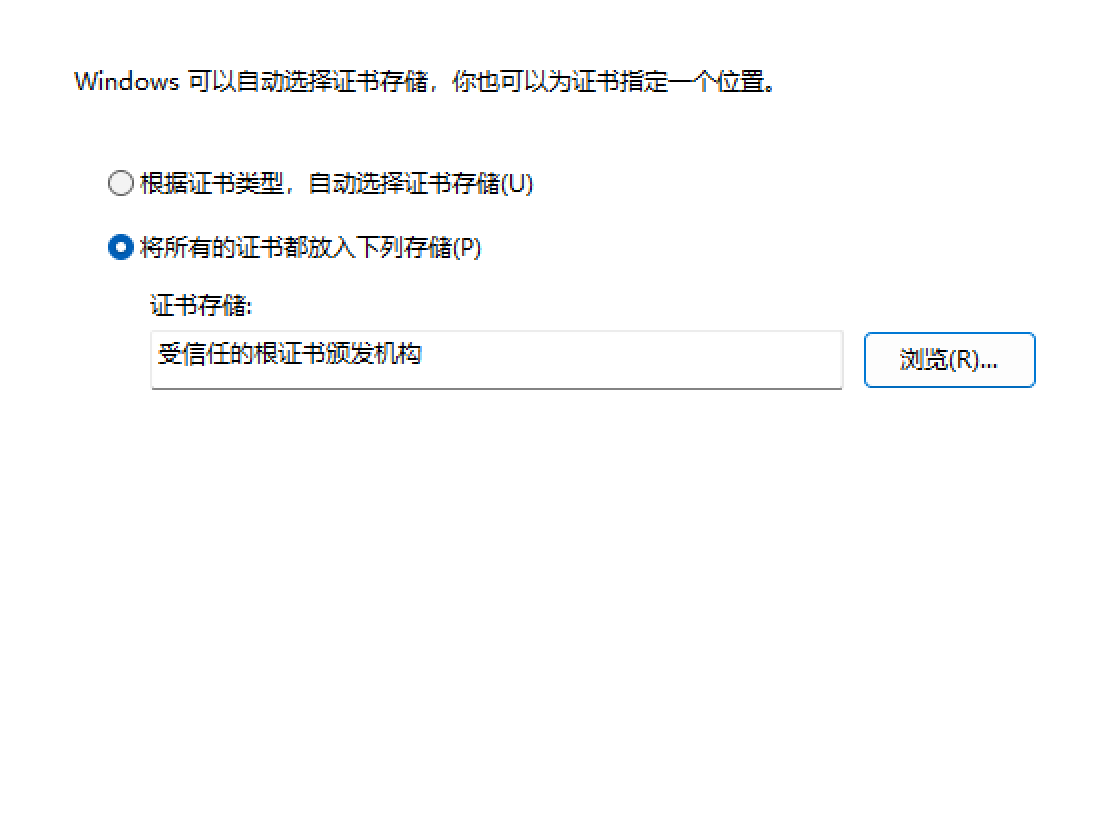 Windows 可以自动选择证书存储，你也可以为证书指定一个位置。
根据证书类型，自动选择证书存储(U)
将所有的证书都放入下列存储(P)
证书存储:
受信任的根证书颁发机构
浏览(R)...